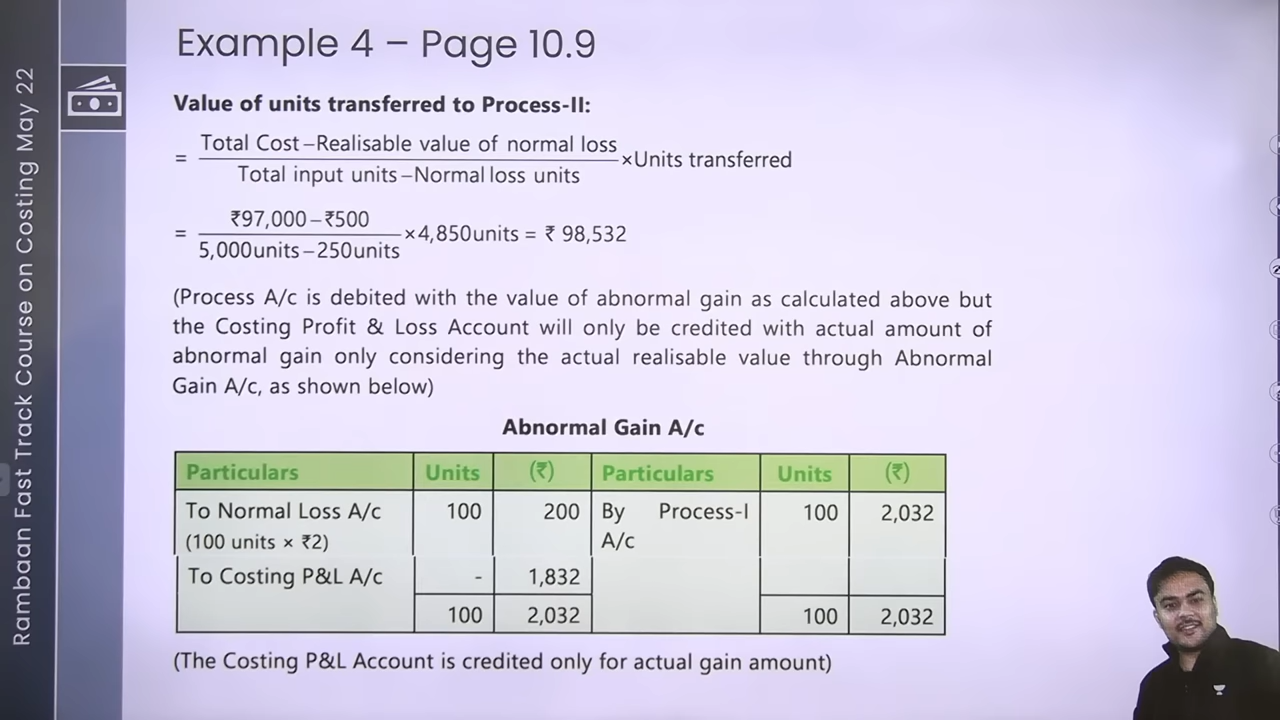 Rambaan Fast Track Course on Costing May 22
Example 4 – Page 10.9
Value of units transferred to Process-II:
= Total Cost – Realisable value of normal loss
Total input units – Normal loss units
×Units transferred
= ₹97,000 – ₹500
5,000units – 250units
×4,850units = ₹ 98,532
(Process A/c is debited with the value of abnormal gain as calculated above but
the Costing Profit & Loss Account will only be credited with actual amount of
abnormal gain only considering the actual realisable value through Abnormal
Gain A/c, as shown below)
Abnormal Gain A/c
Particulars Units (₹) Particulars Units (₹)
To Normal Loss A/c 100 200 By Process-I 100 2,032
(100 units × ₹2) A/c
To Costing P&L A/c - 1,832
100 2,032 100 2,032
(The Costing P&L Account is credited only for actual gain amount)